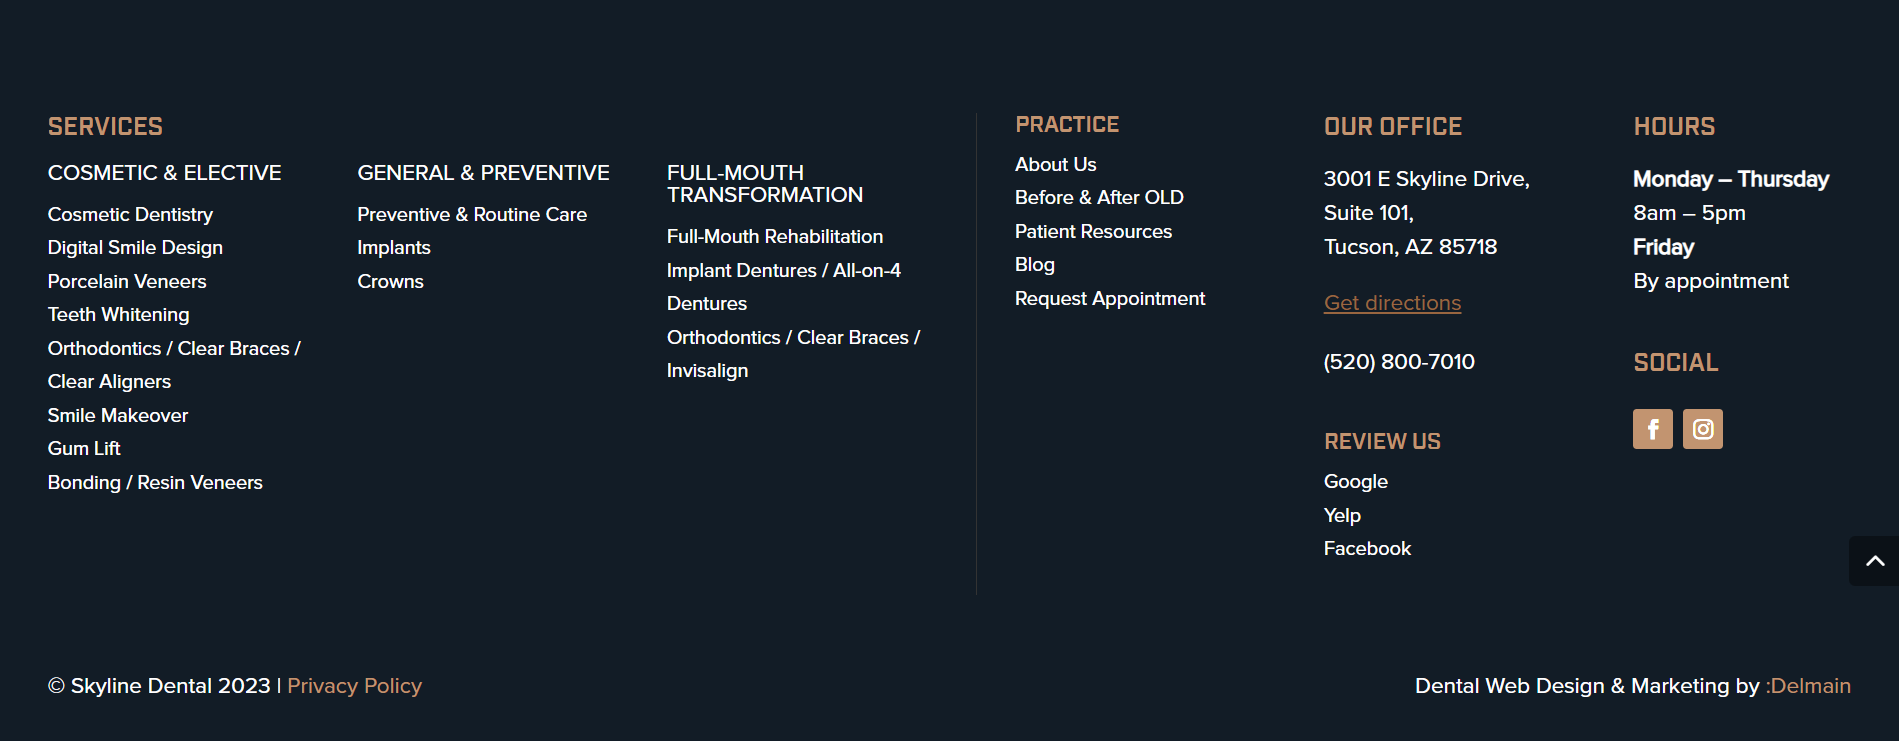 SERVICES
COSMETIC & ELECTIVE
Cosmetic Dentistry
Digital Smile Design
Porcelain Veneers
Teeth Whitening
Orthodontics / Clear Braces /
Clear Aligners
Smile Makeover
Gum Lift
Bonding / Resin Veneers
GENERAL & PREVENTIVE
Preventive & Routine Care
Implants
Crowns
FULL-MOUTH
TRANSFORMATION
Full-Mouth Rehabilitation
Implant Dentures / All-on-4
Dentures
Orthodontics / Clear Braces /
Invisalign
PRACTICE
About Us
Before & After OLD
Patient Resources
Blog
Request Appointment
OUR OFFICE
3001 E Skyline Drive,
Suite 101,
Tucson, AZ 85718
Get directions
(520) 800-7010
REVIEW US
Google
Yelp
Facebook
HOURS
Monday – Thursday
8am – 5pm
Friday
By appointment
SOCIAL
© Skyline Dental 2023 | Privacy Policy
Dental Web Design & Marketing by :Delmain